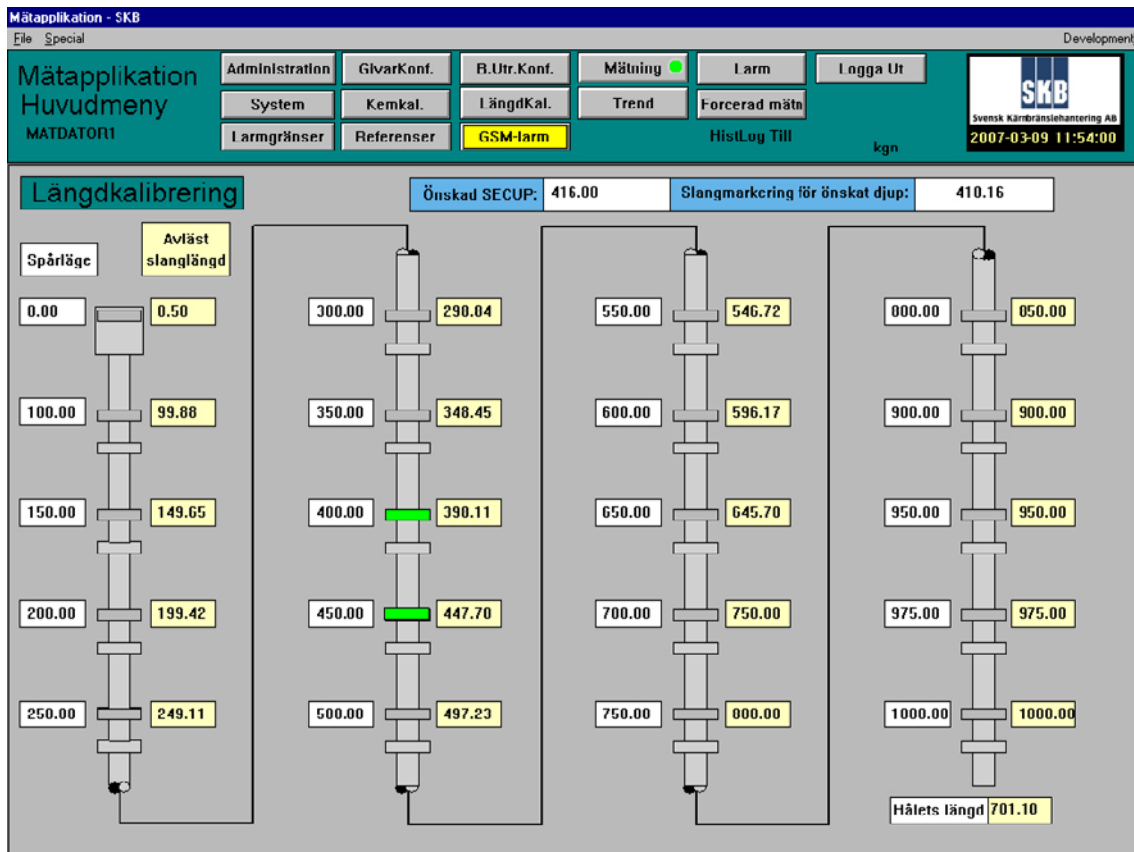 Mätapplikation - SKB
File Special Development
Mätapplikation
Huvudmeny
MATDATOR1
Administration GivarKonf. B.Utr.Konf. Mätning Larm Logga Ut
System Kemkal. LängdKal. Trend Forcerad mätn
Larmgränser Referenser GSM-larm HistLog Till kgn
SKB
Svensk Kärnbränslehantering AB
2007-03-09 11:54:00
Längdkalibrering
Önskad SECUP: 416.00 Slangmarkering för önskat djup: 410.16
Spårläge
Avläst
slanglängd
0.00 0.50
100.00 99.88
150.00 149.65
200.00 199.42
250.00 249.11
300.00 290.04
350.00 348.45
400.00 390.11
450.00 447.70
500.00 497.23
550.00 546.72
600.00 596.17
650.00 645.70
700.00 750.00
750.00 000.00
000.00 050.00
900.00 900.00
950.00 950.00
975.00 975.00
1000.00 1000.00
Hålets längd 701.10